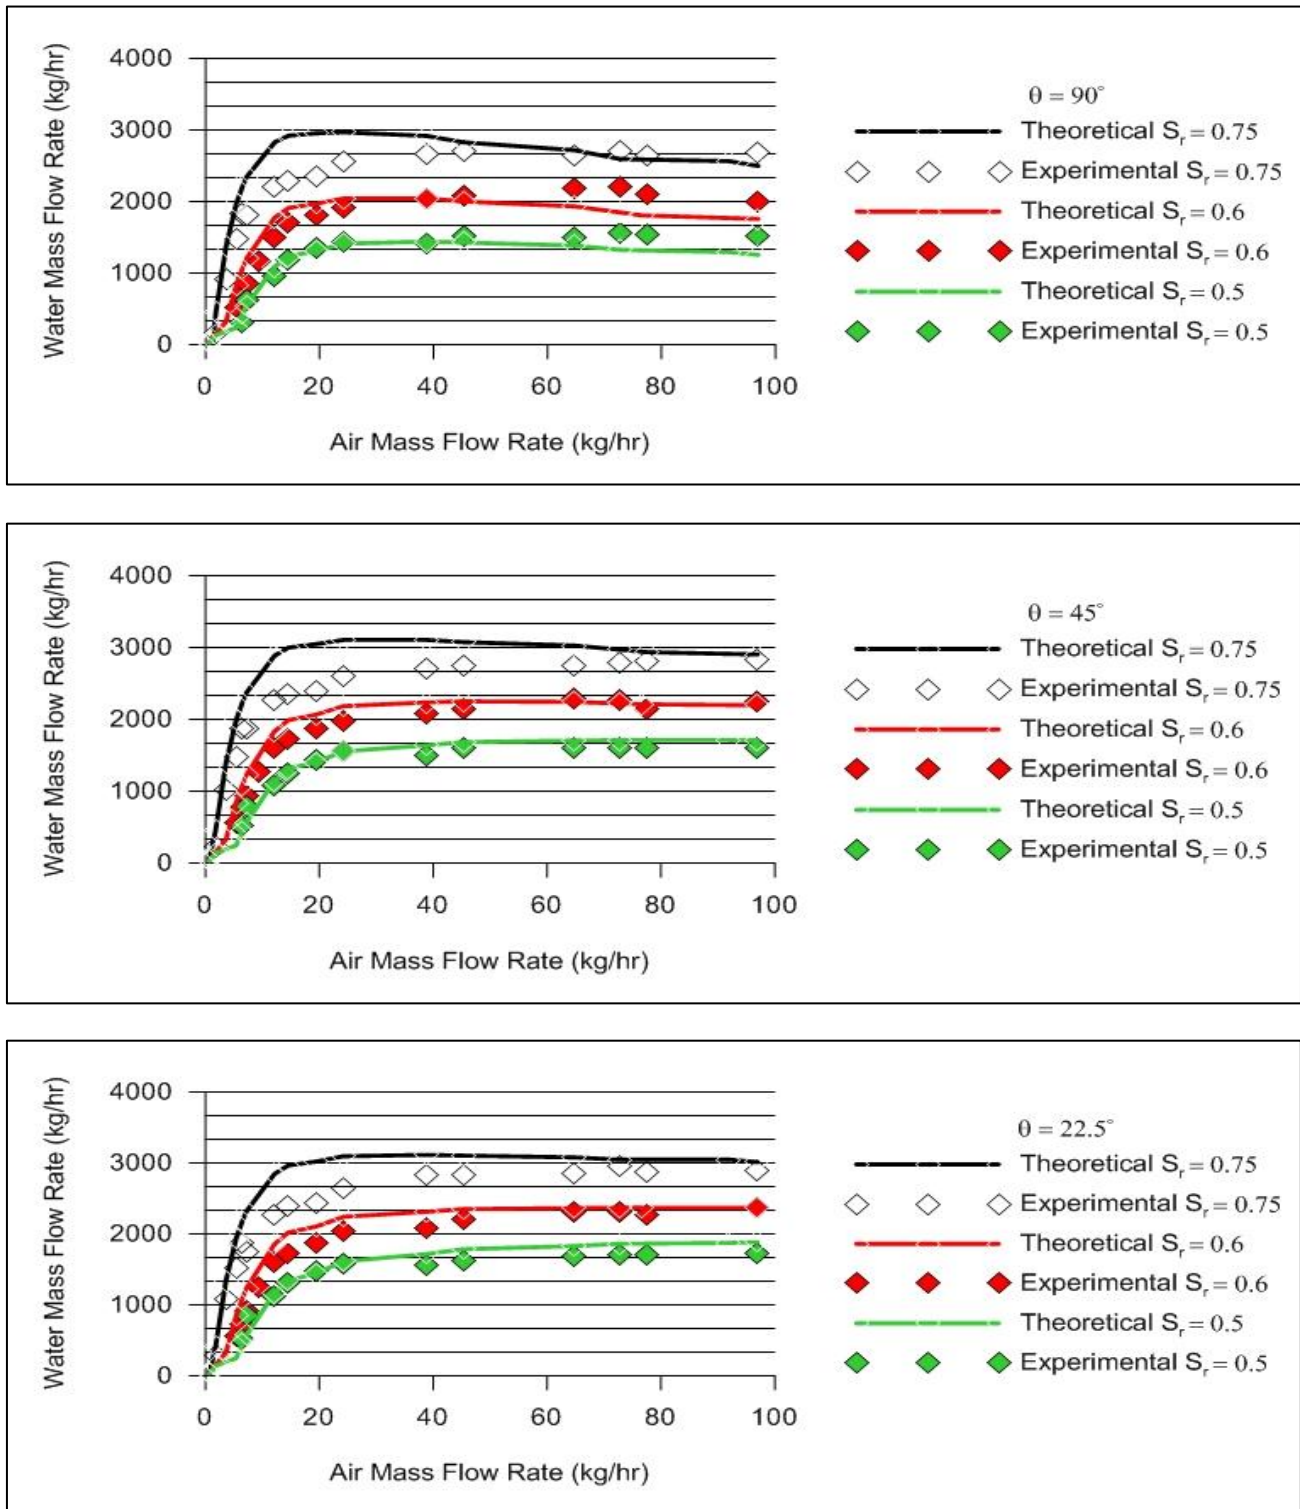 Water Mass Flow Rate (kg/hr)
4000
3000
2000
1000
0
0 20 40 60 80 100
Air Mass Flow Rate (kg/hr)
θ = 90°
Theoretical Sr = 0.75
Experimental Sr = 0.75
Theoretical Sr = 0.6
Experimental Sr = 0.6
Theoretical Sr = 0.5
Experimental Sr = 0.5
Water Mass Flow Rate (kg/hr)
4000
3000
2000
1000
0
0 20 40 60 80 100
Air Mass Flow Rate (kg/hr)
θ = 45°
Theoretical Sr = 0.75
Experimental Sr = 0.75
Theoretical Sr = 0.6
Experimental Sr = 0.6
Theoretical Sr = 0.5
Experimental Sr = 0.5
Water Mass Flow Rate (kg/hr)
4000
3000
2000
1000
0
0 20 40 60 80 100
Air Mass Flow Rate (kg/hr)
θ = 22.5°
Theoretical Sr = 0.75
Experimental Sr = 0.75
Theoretical Sr = 0.6
Experimental Sr = 0.6
Theoretical Sr = 0.5
Experimental Sr = 0.5